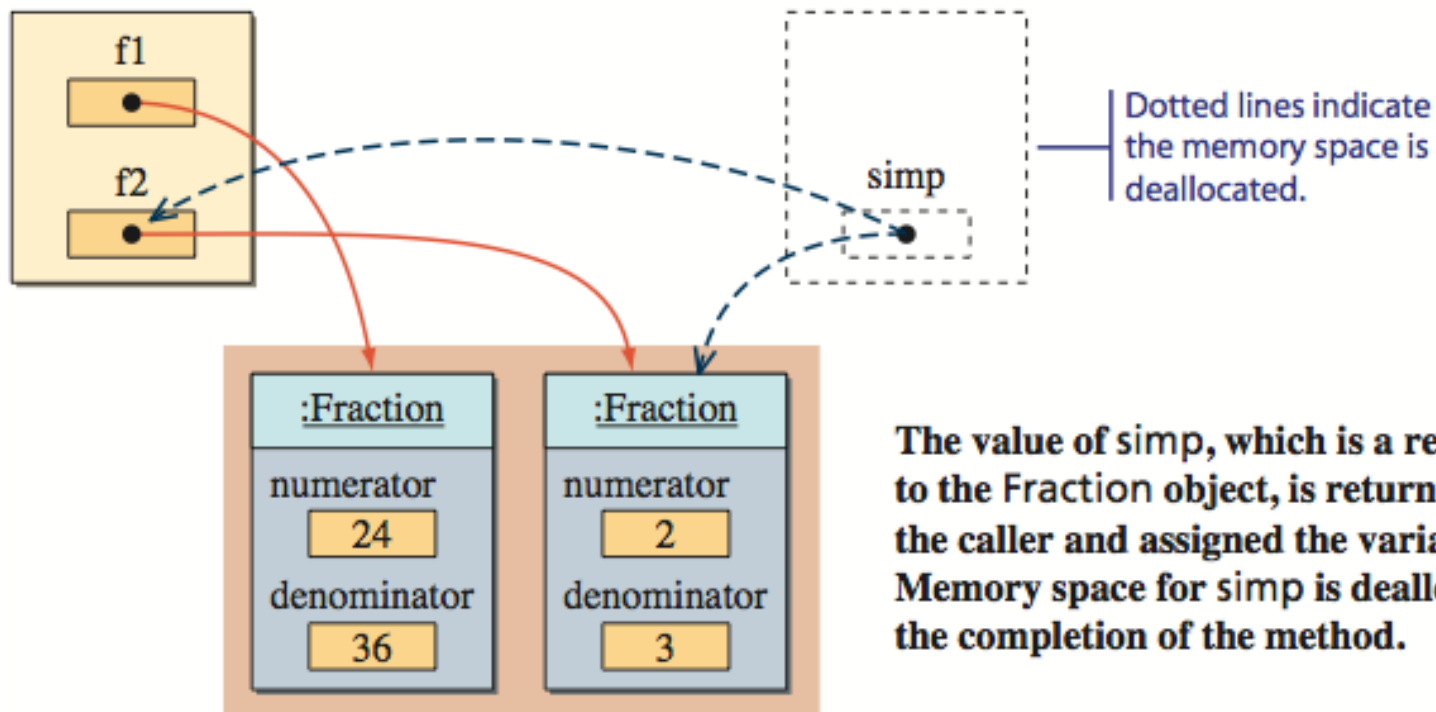 f1
f2
simp
Dotted lines indicate
the memory space is
deallocated.
:Fraction
numerator
24
denominator
36
:Fraction
numerator
2
denominator
3
The value of simp, which is a re
to the Fraction object, is return
the caller and assigned the varia
Memory space for simp is deallo
the completion of the method.